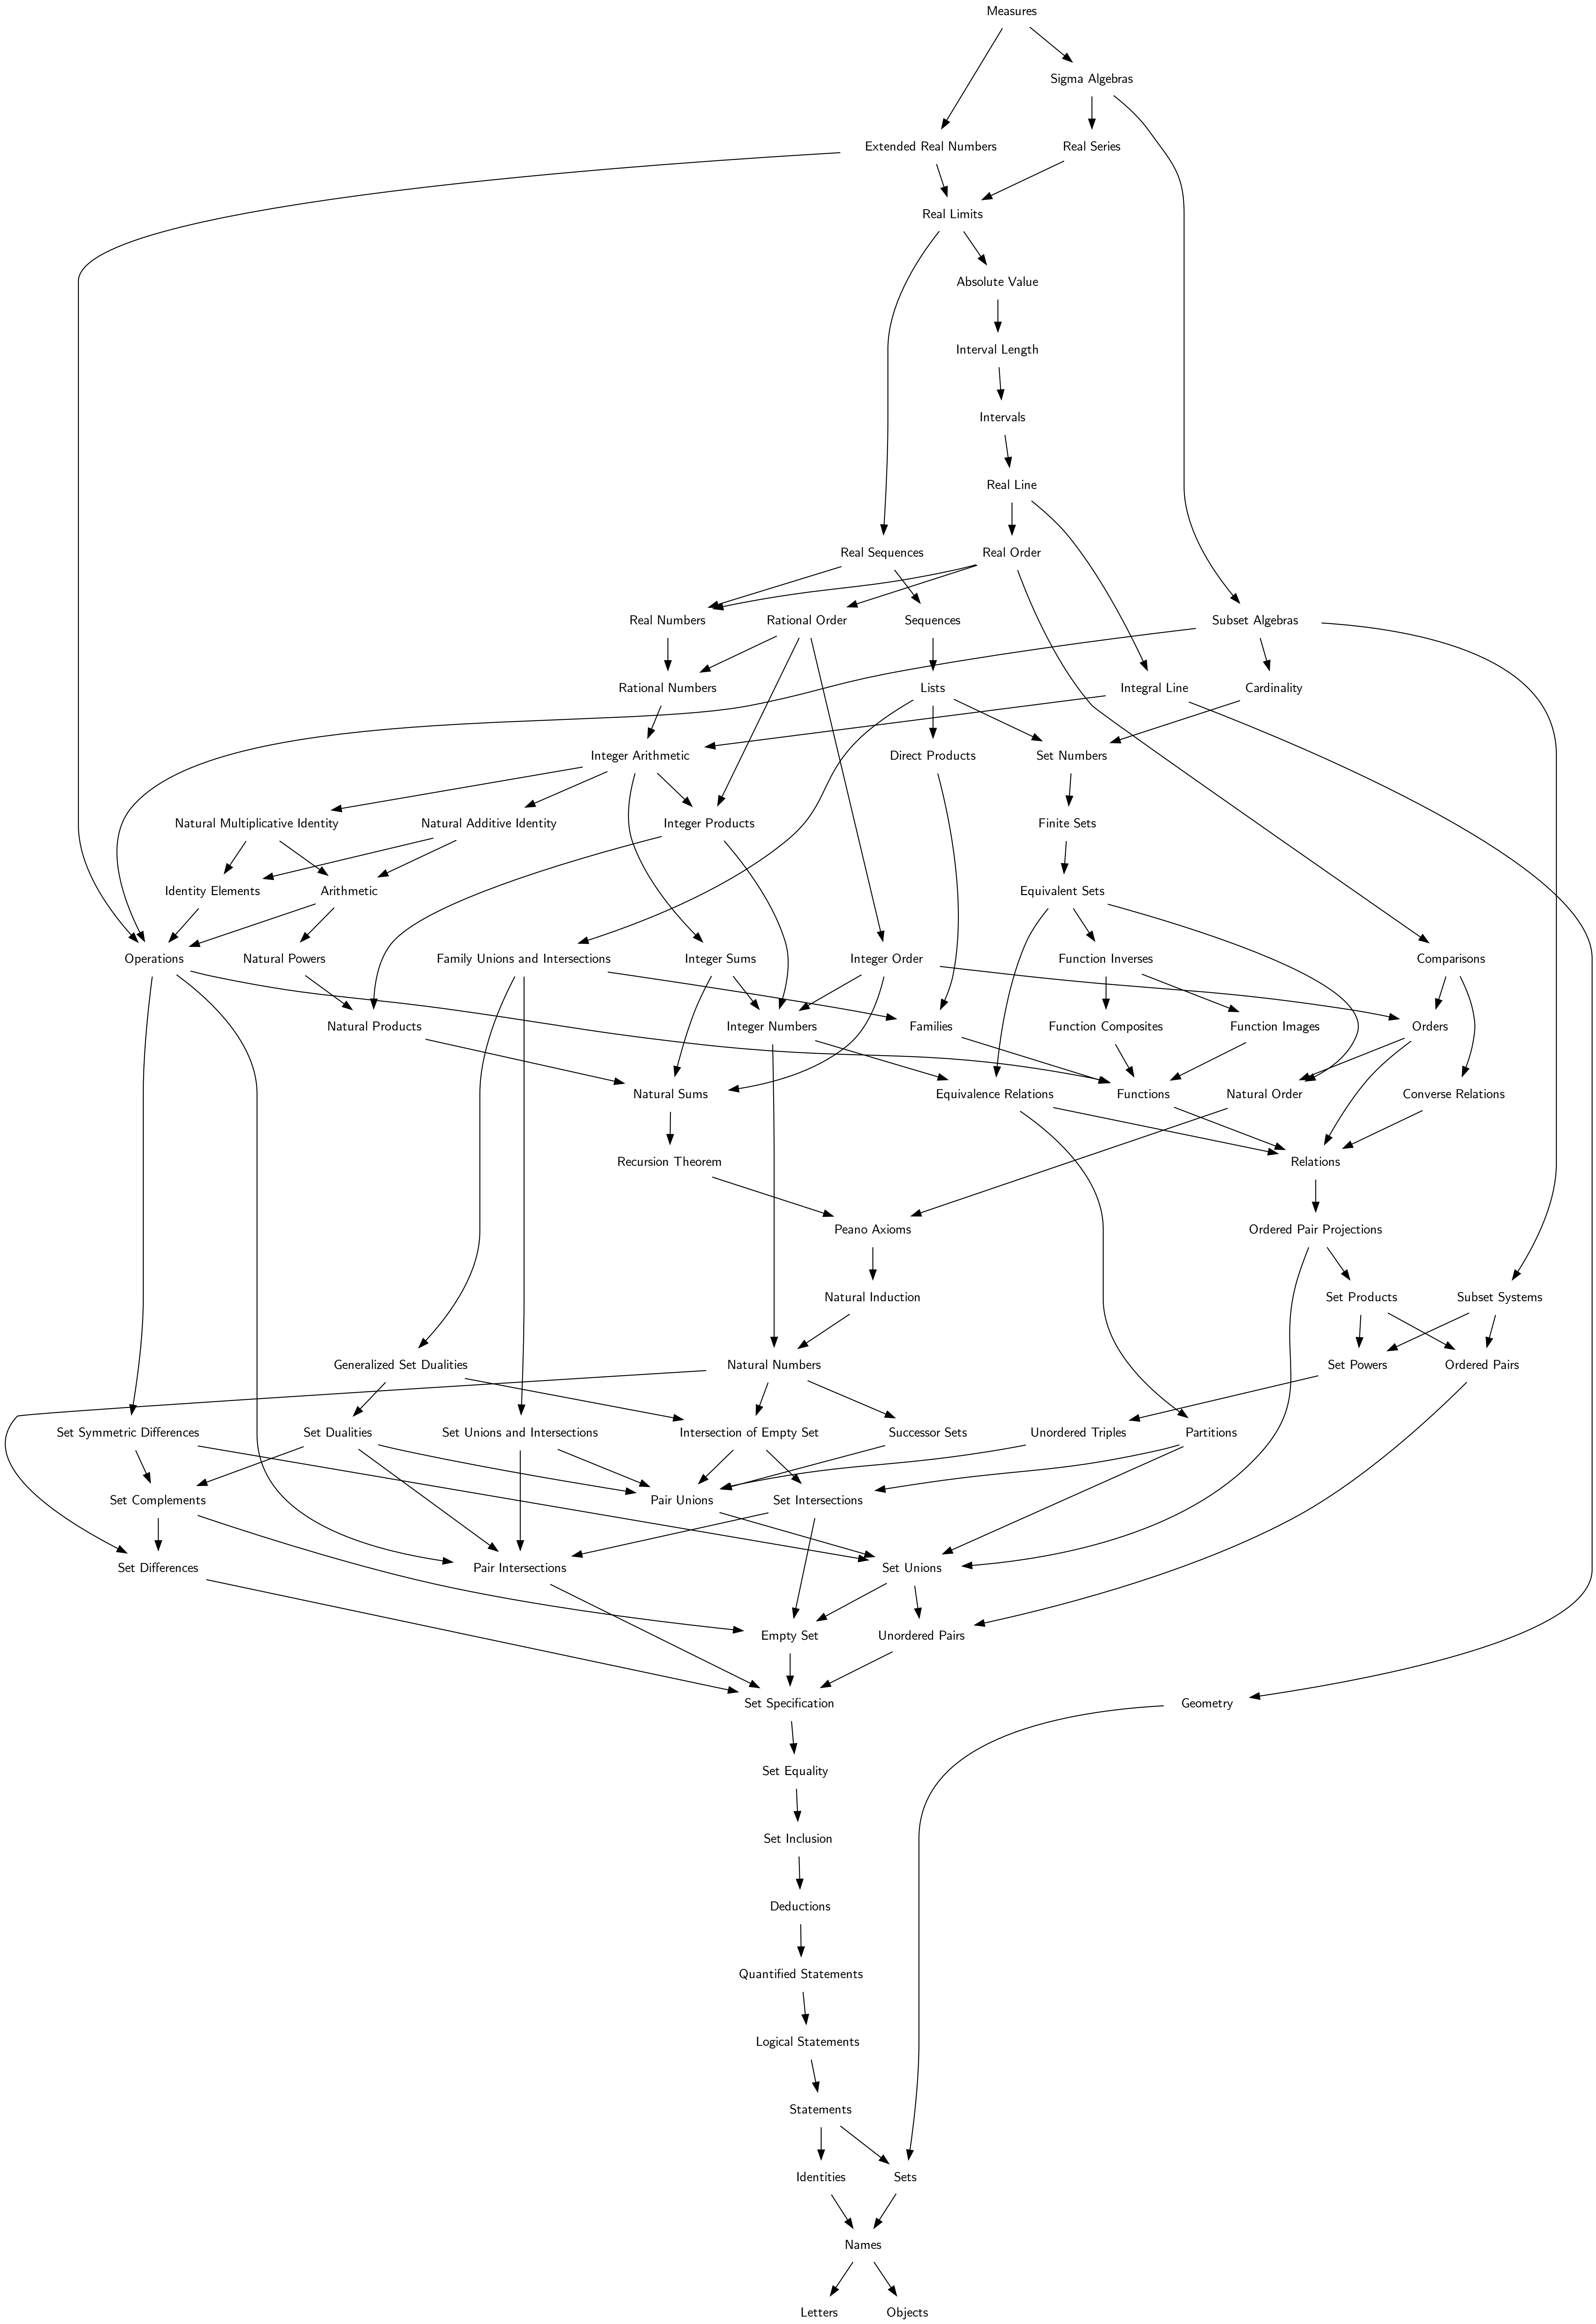 Measures
Sigma Algebras
Extended Real Numbers
Real Series
Real Limits
Absolute Value
Interval Length
Intervals
Real Line
Real Sequences
Real Order
Real Numbers
Rational Order
Sequences
Subset Algebras
Rational Numbers
Lists
Integral Line
Cardinality
Integer Arithmetic
Direct Products
Set Numbers
Natural Multiplicative Identity
Natural Additive Identity
Integer Products
Finite Sets
Identity Elements
Arithmetic
Equivalent Sets
Operations
Natural Powers
Family Unions and Intersections
Integer Sums
Integer Order
Function Inverses
Comparisons
Natural Products
Integer Numbers
Families
Function Composites
Function Images
Orders
Natural Sums
Equivalence Relations
Functions
Natural Order
Converse Relations
Recursion Theorem
Relations
Peano Axioms
Ordered Pair Projections
Natural Induction
Set Products
Subset Systems
Generalized Set Dualities
Natural Numbers
Set Powers
Ordered Pairs
Set Symmetric Differences
Set Dualities
Set Unions and Intersections
Intersection of Empty Set
Successor Sets
Unordered Triples
Partitions
Set Complements
Pair Unions
Set Intersections
Set Differences
Pair Intersections
Set Unions
Empty Set
Unordered Pairs
Set Specification
Geometry
Set Equality
Set Inclusion
Deductions
Quantified Statements
Logical Statements
Statements
Identities
Sets
Names
Letters
Objects